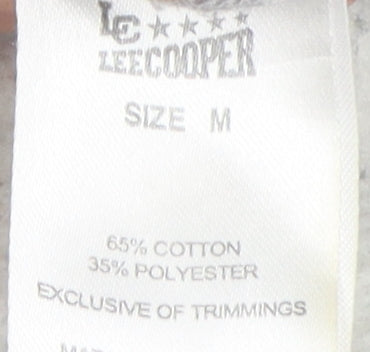 LC
LEE COOPER
SIZE M
65% COTTON
35% POLYESTER
EXCLUSIVE OF TRIMMINGS